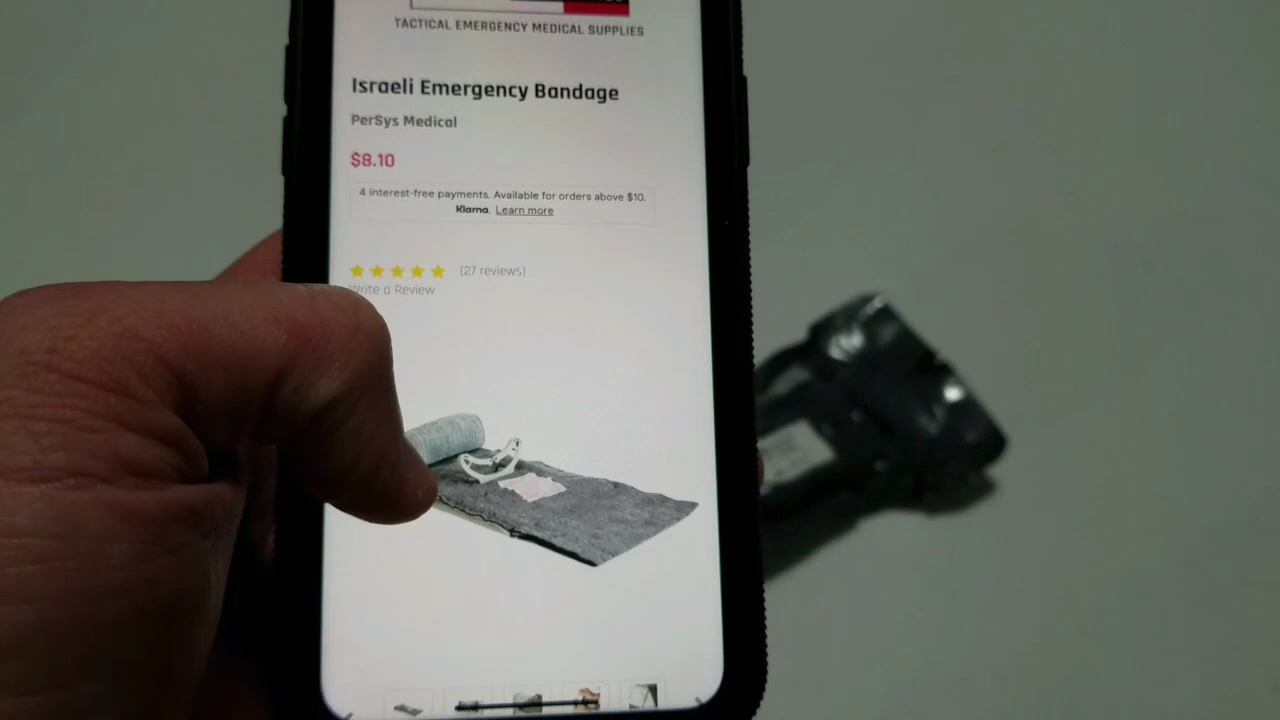 TACTICAL EMERGENCY MEDICAL SUPPLIES
Israeli Emergency Bandage
PerSys Medical
$8.10
4 interest-free payments. Available for orders above $10.
Klarna. Learn more
(27 reviews)
Write a Review